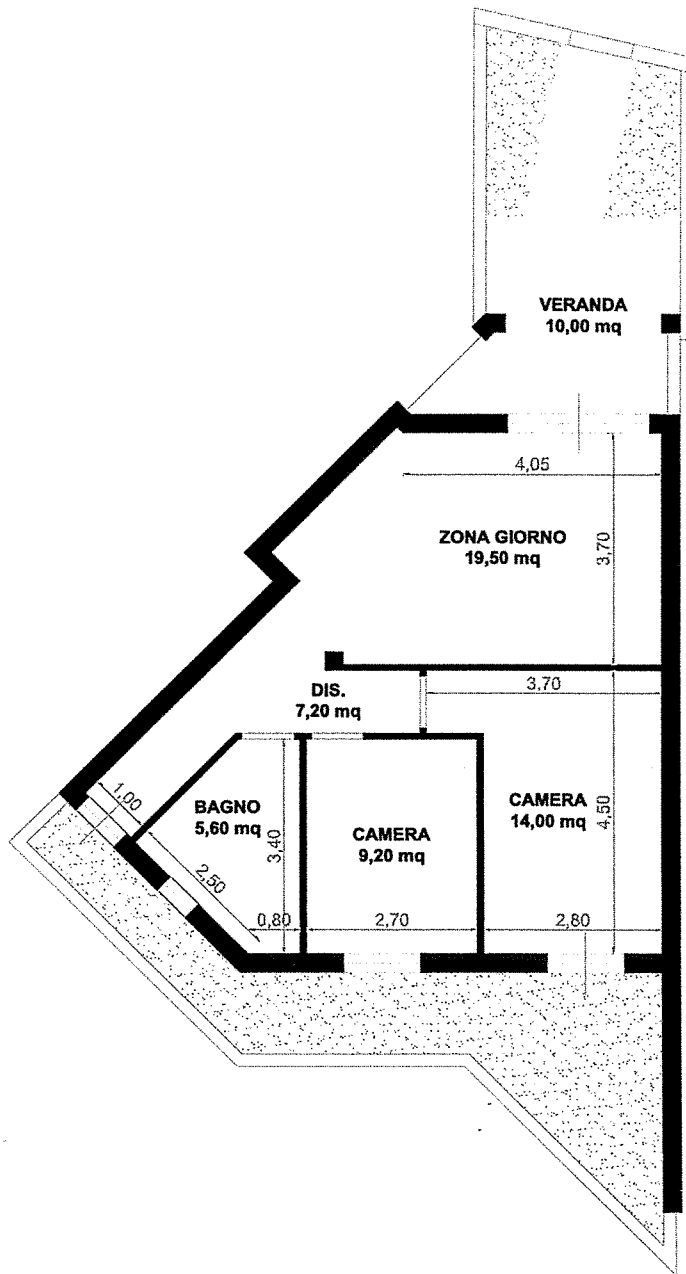 VERANDA
10,00 mq
4,05
ZONA GIORNO
19,50 mq
3,70
DIS.
7,20 mq
3,70
1,00
BAGNO
5,60 mq
3,40
CAMERA
9,20 mq
CAMERA
14,00 mq
4,50
2,50
0,80
2,70
2,80